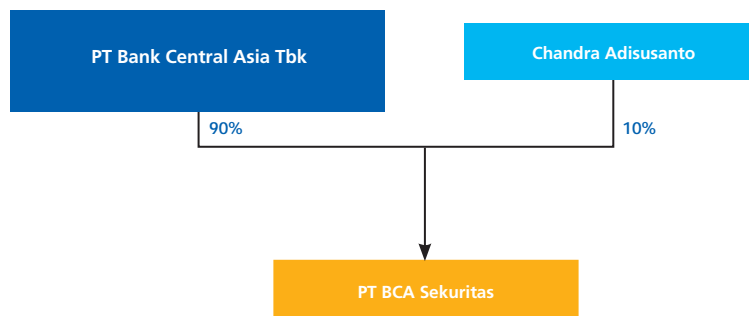 PT Bank Central Asia Tbk
Chandra Adisusanto
90%
10%
PT BCA Sekuritas